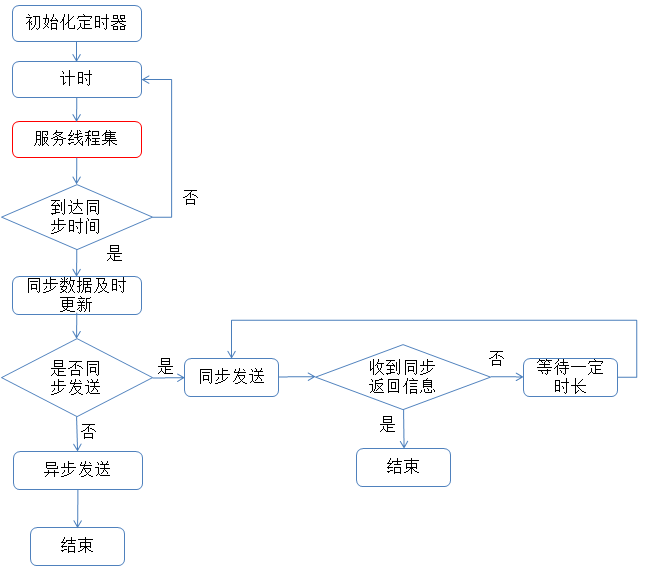 初始化定时器
计时
服务线程集
到达同
步时间
否
是
同步数据及时
更新
是否同
步发送
是
同步发送
收到同步
返回信息
否
等待一定
时长
否
是
异步发送
结束
结束